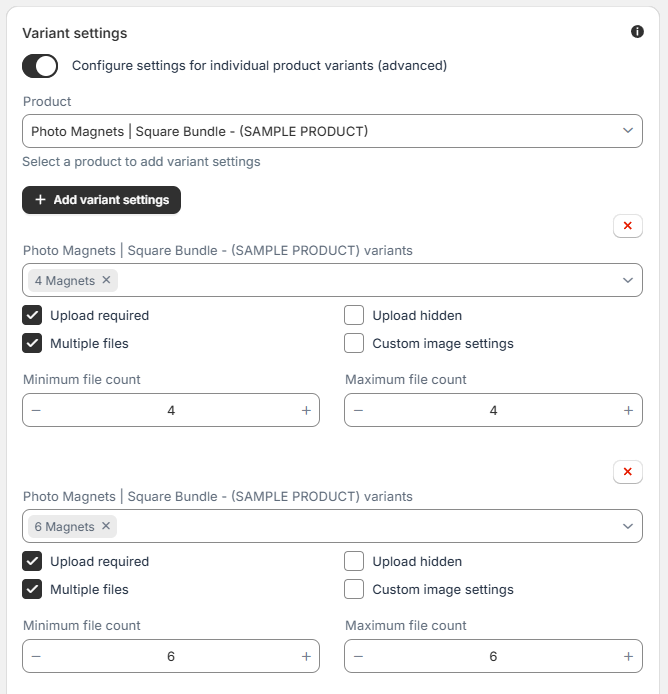 Variant settings
Configure settings for individual product variants (advanced)
Product
Photo Magnets | Square Bundle - (SAMPLE PRODUCT)
Select a product to add variant settings
+ Add variant settings
Photo Magnets | Square Bundle - (SAMPLE PRODUCT) variants
4 Magnets ×
Upload required
Upload hidden
Multiple files
Custom image settings
Minimum file count
Maximum file count
− 4 +
− 4 +
Photo Magnets | Square Bundle - (SAMPLE PRODUCT) variants
6 Magnets ×
Upload required
Upload hidden
Multiple files
Custom image settings
Minimum file count
Maximum file count
− 6 +
− 6 +